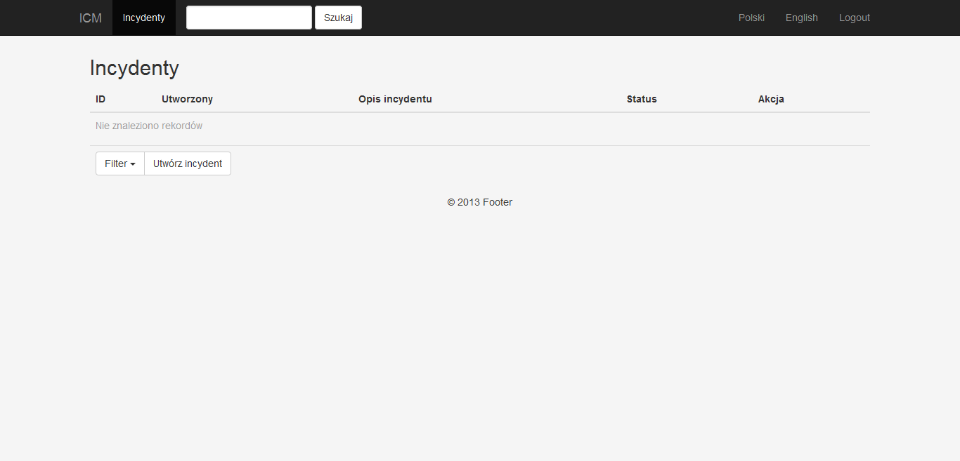 ICM Incydenty Szukaj Polski English Logout
Incydenty
ID Utworzony Opis incydentu Status Akcja
Nie znaleziono rekordów
Filter Utwórz incydent
© 2013 Footer